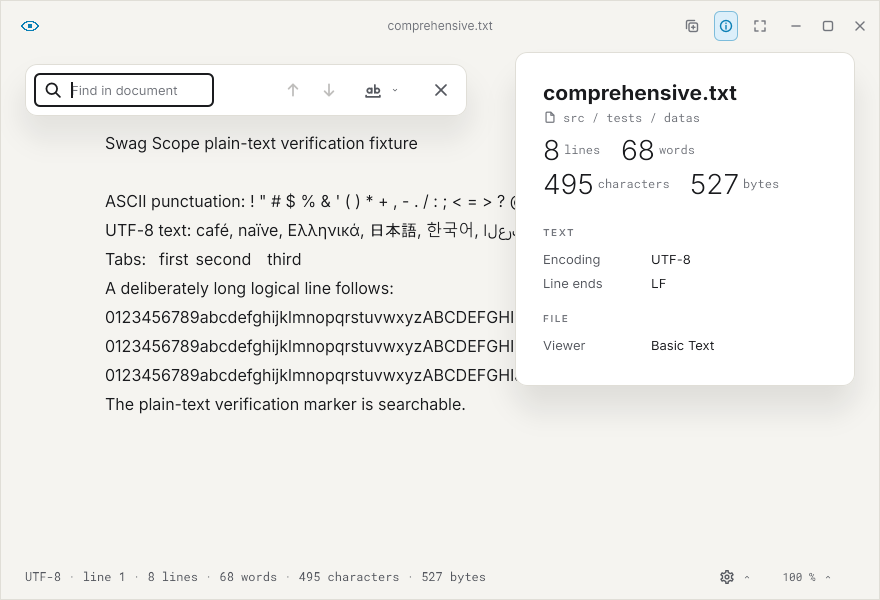 comprehensive.txt
Find in document
ab
Swag Scope plain-text verification fixture
ASCII punctuation: ! " # $ % & ' ( ) * + , - . / : ; < = > ?
UTF-8 text: café, naïve, Ελληνικά, 日本語, 한국어,
Tabs: first second third
A deliberately long logical line follows:
0123456789abcdefghijklmnopqrstuvwxyzABCDEFGHI
0123456789abcdefghijklmnopqrstuvwxyzABCDEFGHI
0123456789abcdefghijklmnopqrstuvwxyzABCDEFGHI
The plain-text verification marker is searchable.
comprehensive.txt
src / tests / datas
8 lines 68 words
495 characters 527 bytes
TEXT
Encoding UTF-8
Line ends LF
FILE
Viewer Basic Text
UTF-8 · line 1 · 8 lines · 68 words · 495 characters · 527 bytes
100 %